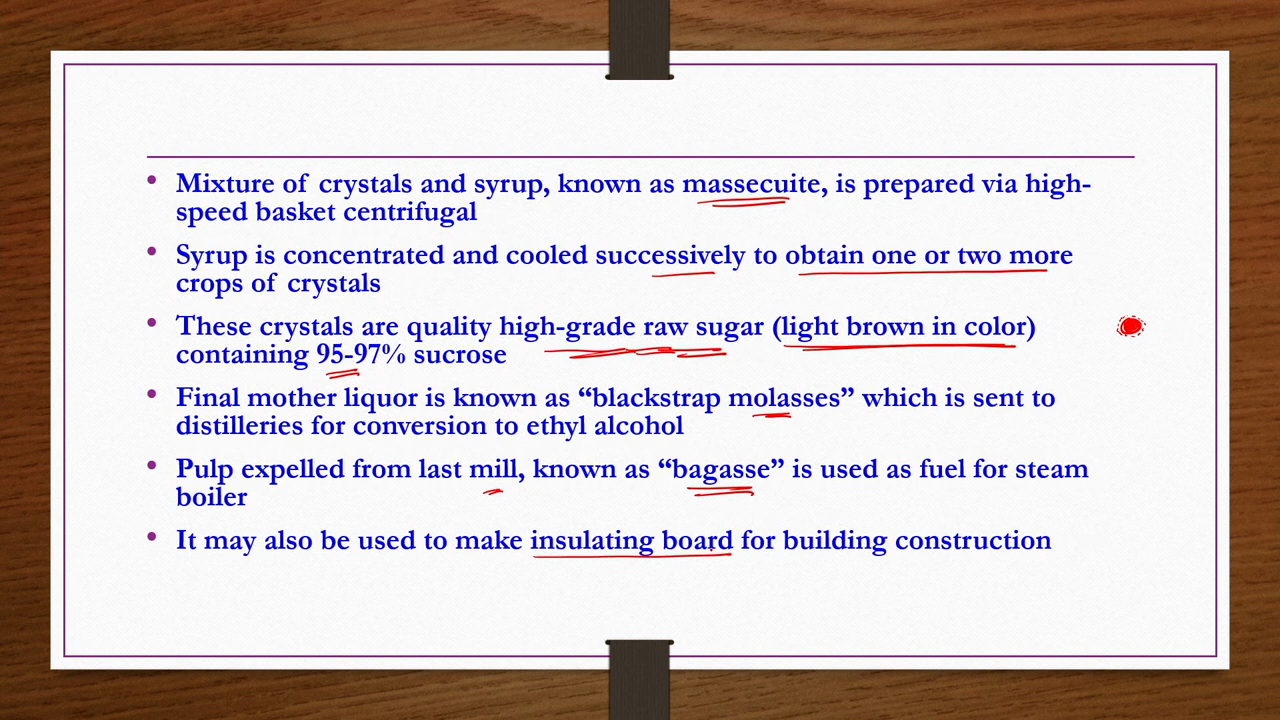 • Mixture of crystals and syrup, known as massecuite, is prepared via high-
speed basket centrifugal
• Syrup is concentrated and cooled successively to obtain one or two more
crops of crystals
• These crystals are quality high-grade raw sugar (light brown in color)
containing 95-97% sucrose
• Final mother liquor is known as “blackstrap molasses” which is sent to
distilleries for conversion to ethyl alcohol
• Pulp expelled from last mill, known as “bagasse” is used as fuel for steam
boiler
• It may also be used to make insulating board for building construction